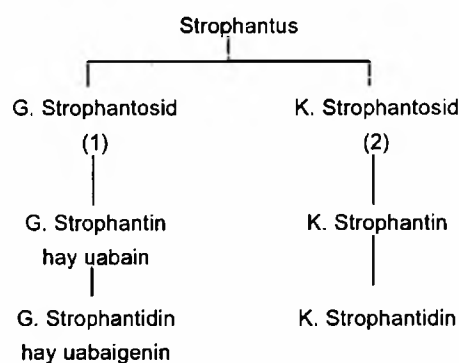 Strophantus
G. Strophantosid K. Strophantosid
(1) (2)
G. Strophantin K. Strophantin
hay uabain
G. Strophantidin K. Strophantidin
hay uabaigenin